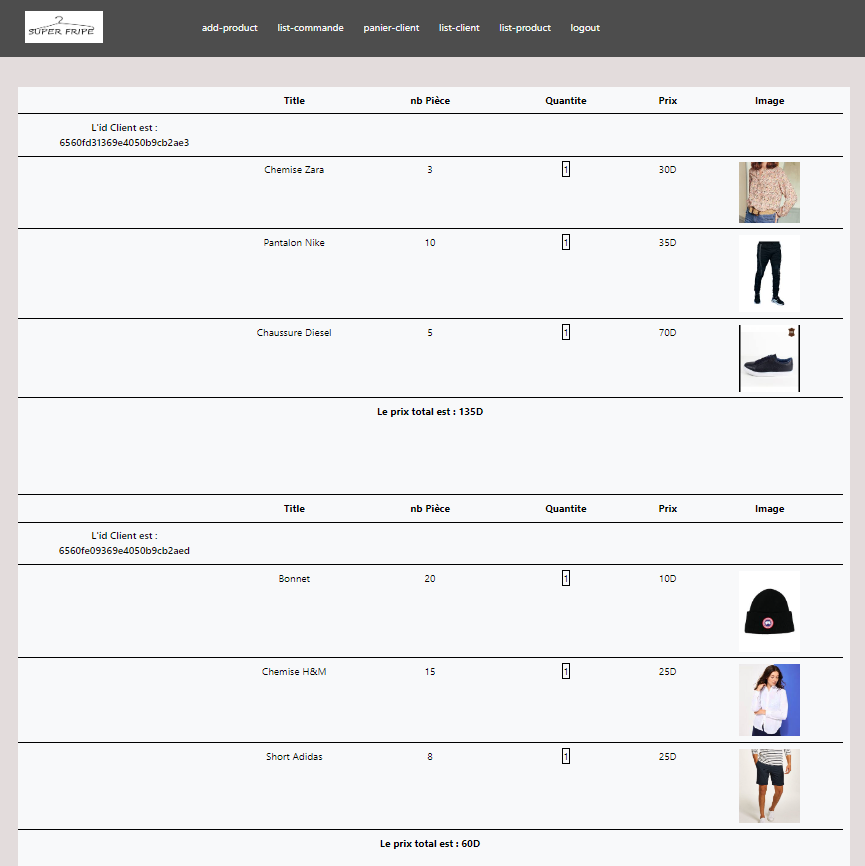 SUPER FRIPE
add-product list-commande panier-client list-client list-product logout
Title nb Pièce Quantite Prix Image
L'id Client est :
6560fd31369e4050b9cb2ae3
Chemise Zara 3 1 30D
Pantalon Nike 10 1 35D
Chaussure Diesel 5 1 70D
Le prix total est : 135D
Title nb Pièce Quantite Prix Image
L'id Client est :
6560fe09369e4050b9cb2aed
Bonnet 20 1 10D
Chemise H&M 15 1 25D
Short Adidas 8 1 25D
Le prix total est : 60D